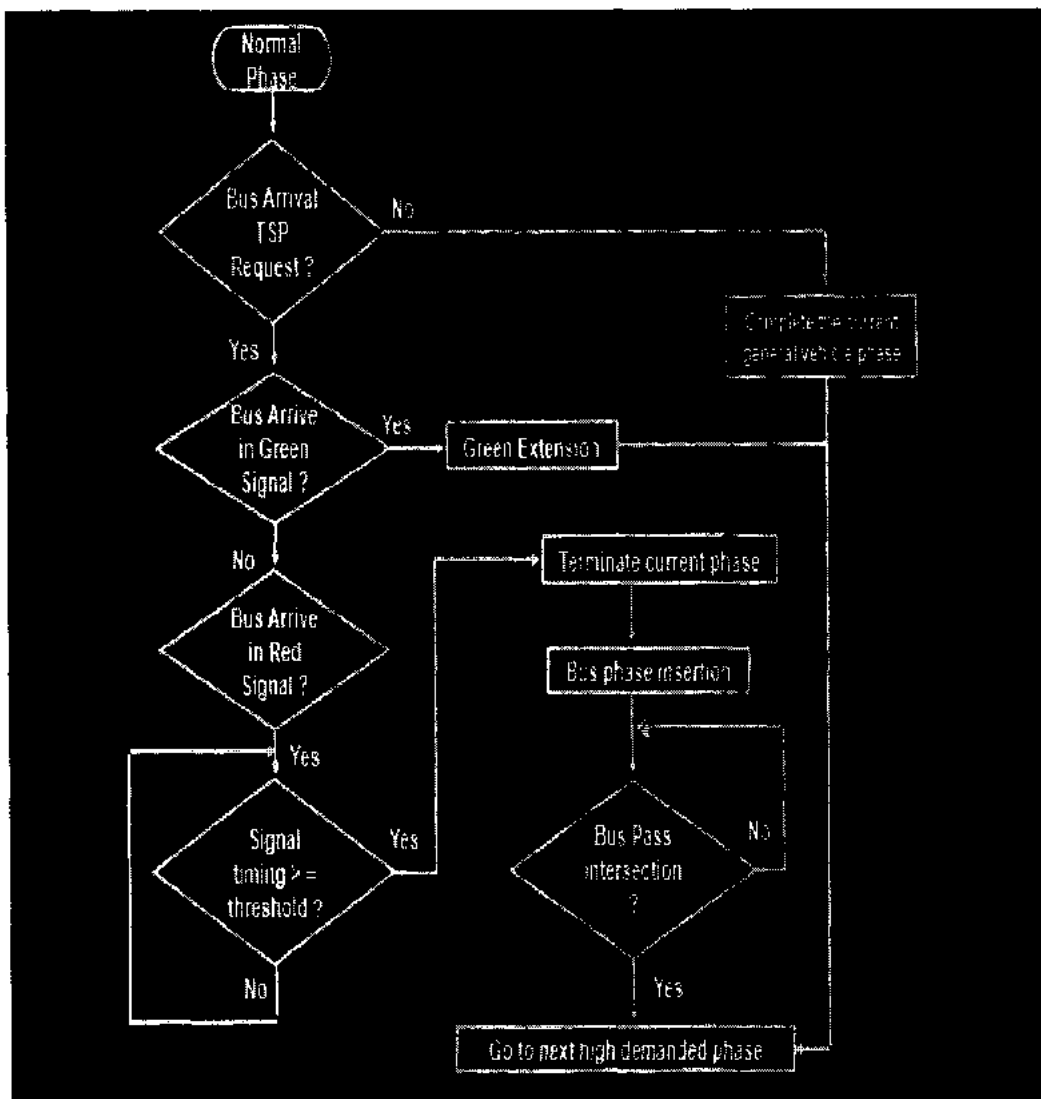 Normal
Phase
Bus Arrival
TSP
Request ?
No
Complete the current
general vehicle phase
Yes
Bus Arrive
in Green
Signal ?
Yes
Green Extension
No
Terminate current phase
Bus Arrive
in Red
Signal ?
Bus phase insertion
Yes
Signal
timing > =
threshold ?
Yes
Bus Pass
intersection
?
No
No
Yes
Go to next high demanded phase